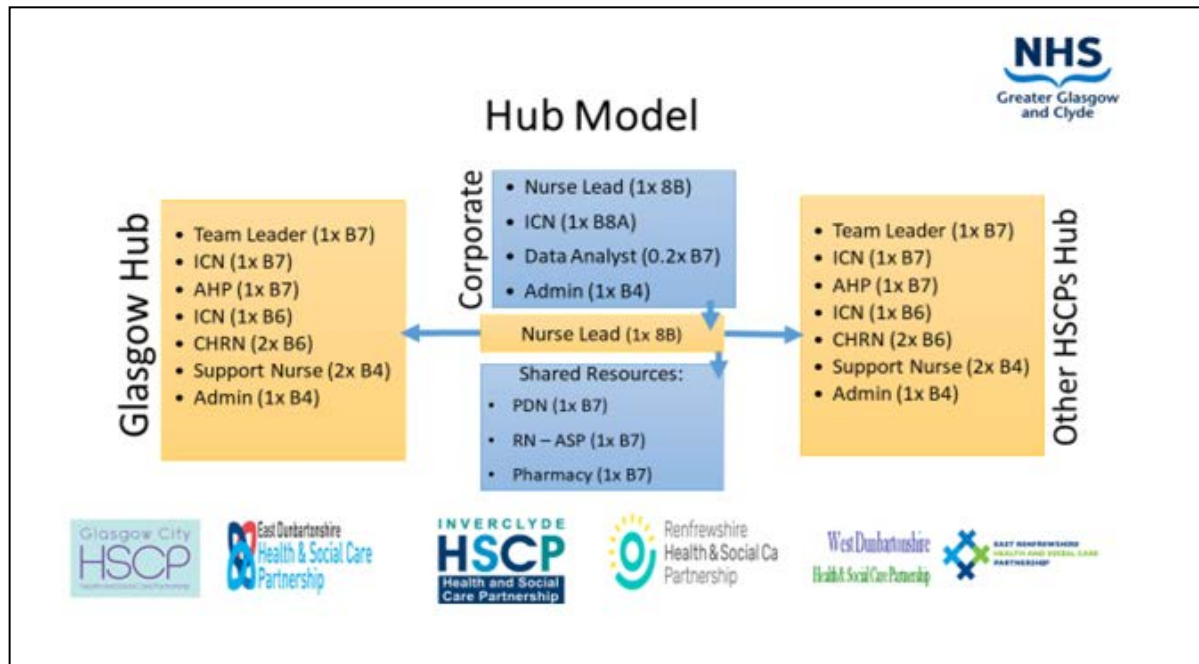 NHS
Greater Glasgow
and Clyde
Hub Model
Glasgow Hub
• Team Leader (1x B7)
• ICN (1x B7)
• AHP (1x B7)
• ICN (1x B6)
• CHRN (2x B6)
• Support Nurse (2x B4)
• Admin (1x B4)
Corporate
• Nurse Lead (1x 8B)
• ICN (1x B8A)
• Data Analyst (0.2x B7)
• Admin (1x B4)
Nurse Lead (1x 8B)
Shared Resources:
• PDN (1x B7)
• RN – ASP (1x B7)
• Pharmacy (1x B7)
Other HSCPs Hub
• Team Leader (1x B7)
• ICN (1x B7)
• AHP (1x B7)
• ICN (1x B6)
• CHRN (2x B6)
• Support Nurse (2x B4)
• Admin (1x B4)
Glasgow City
HSCP
Health and Social Care Partnership
East Dunbartonshire
Health & Social Care
Partnership
INVERCLYDE
HSCP
Health and Social
Care Partnership
Renfrewshire
Health & Social Ca
Partnership
West Dunbartonshire
Health & Social Care Partnership
EAST RENFREWSHIRE
HEALTH AND SOCIAL CARE
PARTNERSHIP